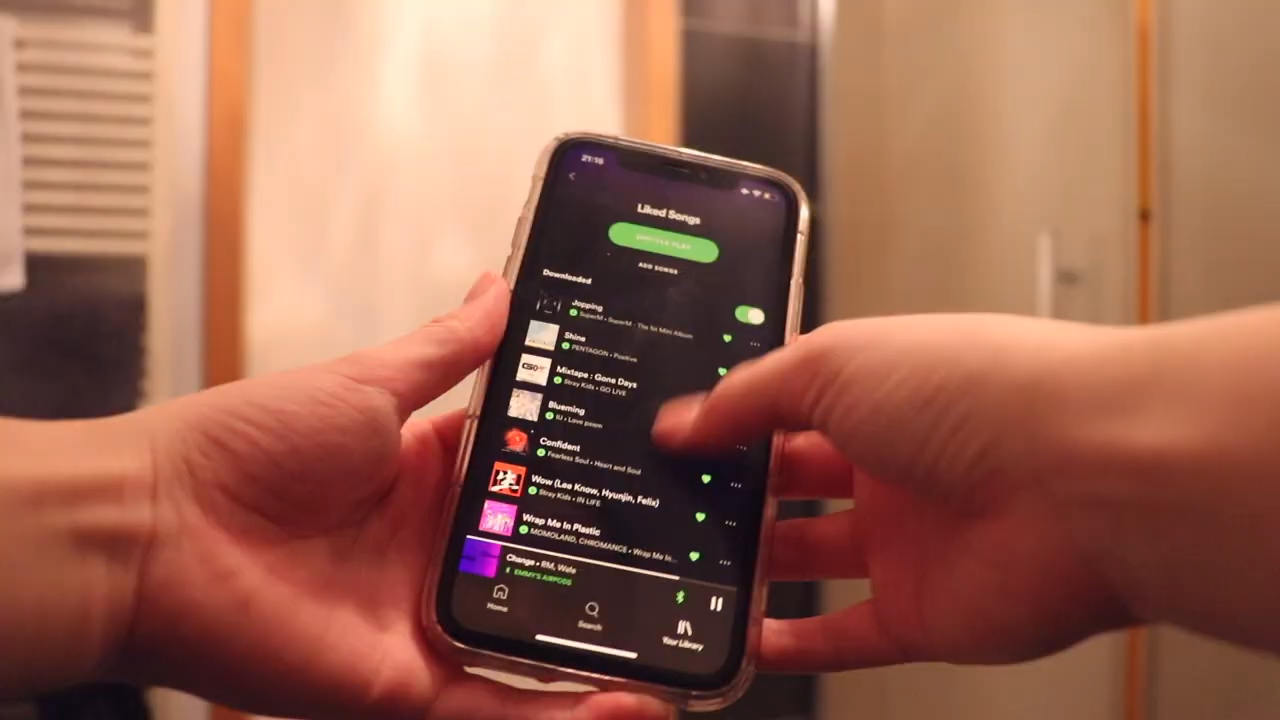 21:18
Liked Songs
SHUFFLE PLAY
ADD SONGS
Downloaded
Jopping
SuperM • SuperM - The 1st Mini Album
Shine
PENTAGON • Positive
Mixtape : Gone Days
Stray Kids • GO LIVE
Blueming
IU • Love poem
Confident
Fearless Soul • Heart and Soul
Wow (Lee Know, Hyunjin, Felix)
Stray Kids • IN LIFE
生
Wrap Me In Plastic
MOMOLAND, CHROMANCE • Wrap Me In...
Change • RM, Wale
EMMY'S AIRPODS
Home
Search
Your Library